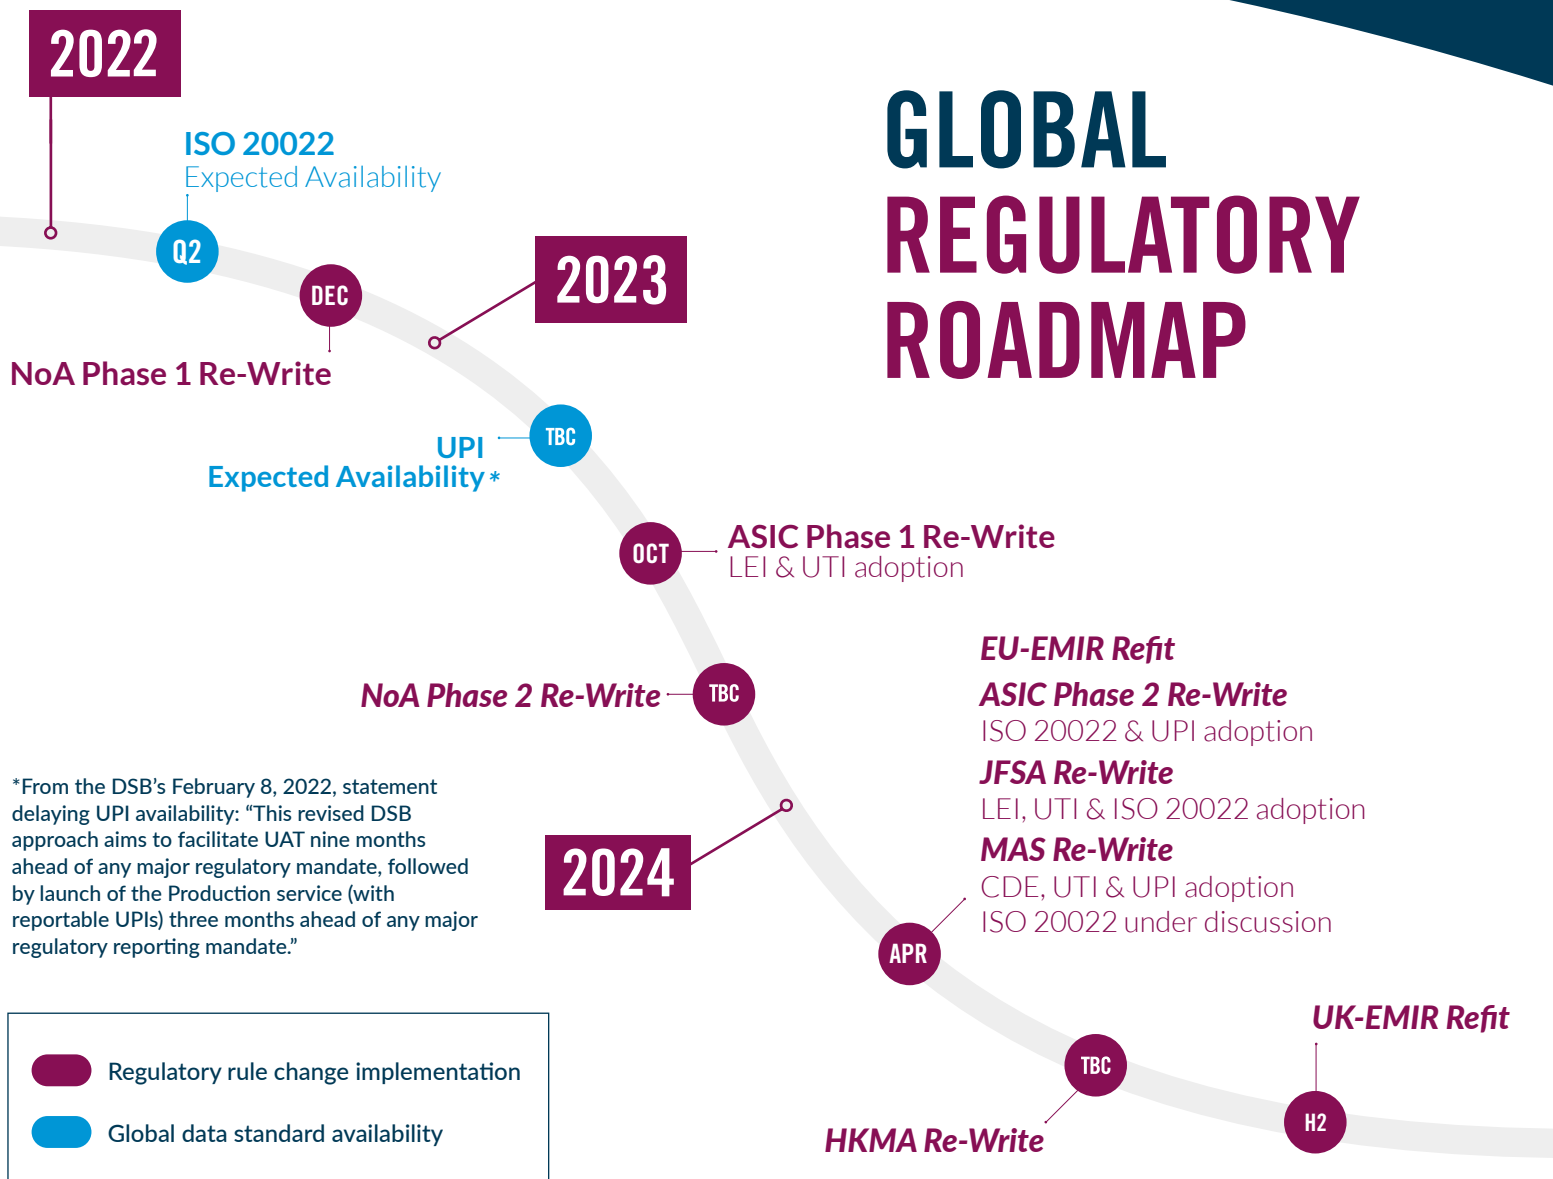 2022
GLOBAL
REGULATORY
ROADMAP
ISO 20022
Expected Availability
Q2
DEC
NoA Phase 1 Re-Write
2023
UPI
Expected Availability*
TBC
OCT
ASIC Phase 1 Re-Write
LEI & UTI adoption
NoA Phase 2 Re-Write
TBC
2024
EU-EMIR Refit
ASIC Phase 2 Re-Write
ISO 20022 & UPI adoption
JFSA Re-Write
LEI, UTI & ISO 20022 adoption
MAS Re-Write
CDE, UTI & UPI adoption
ISO 20022 under discussion
APR
TBC
HKMA Re-Write
UK-EMIR Refit
H2
*From the DSB’s February 8, 2022, statement
delaying UPI availability: “This revised DSB
approach aims to facilitate UAT nine months
ahead of any major regulatory mandate, followed
by launch of the Production service (with
reportable UPIs) three months ahead of any major
regulatory reporting mandate.”
Regulatory rule change implementation
Global data standard availability